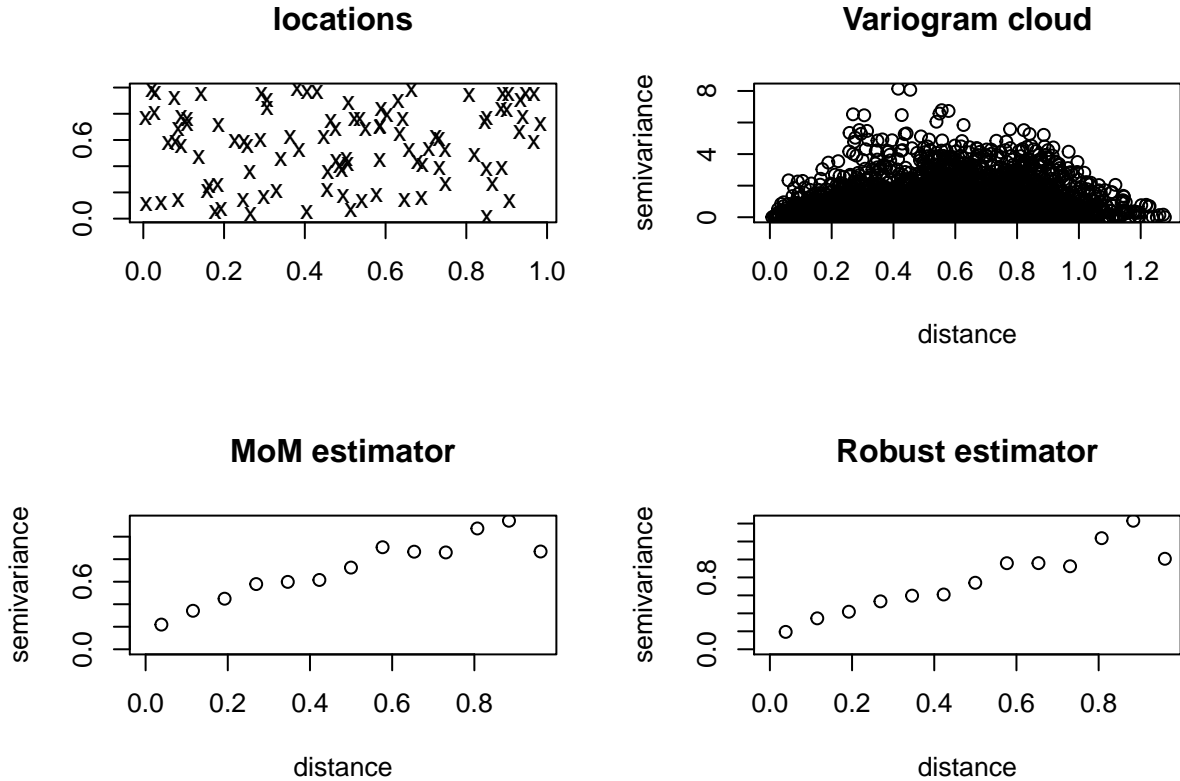 locations
0.0 0.6
0.0 0.2 0.4 0.6 0.8 1.0
Variogram cloud
semivariance
0 4 8
0.0 0.2 0.4 0.6 0.8 1.0 1.2
distance
MoM estimator
semivariance
0.0 0.6
0.0 0.2 0.4 0.6 0.8
distance
Robust estimator
semivariance
0.0 0.8
0.0 0.2 0.4 0.6 0.8
distance